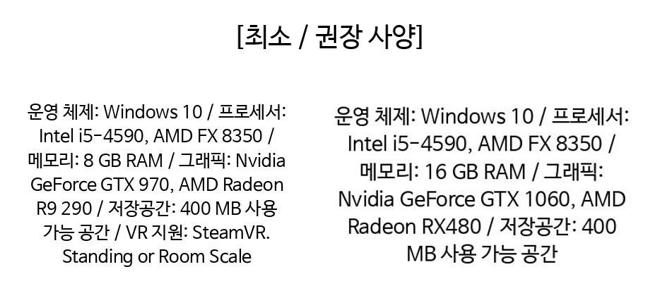 [최소 / 권장 사양]
운영 체제: Windows 10 / 프로세서:
Intel i5-4590, AMD FX 8350 /
메모리: 8 GB RAM / 그래픽: Nvidia
GeForce GTX 970, AMD Radeon
R9 290 / 저장공간: 400 MB 사용
가능 공간 / VR 지원: SteamVR.
Standing or Room Scale
운영 체제: Windows 10 / 프로세서:
Intel i5-4590, AMD FX 8350 /
메모리: 16 GB RAM / 그래픽:
Nvidia GeForce GTX 1060, AMD
Radeon RX480 / 저장공간: 400
MB 사용 가능 공간